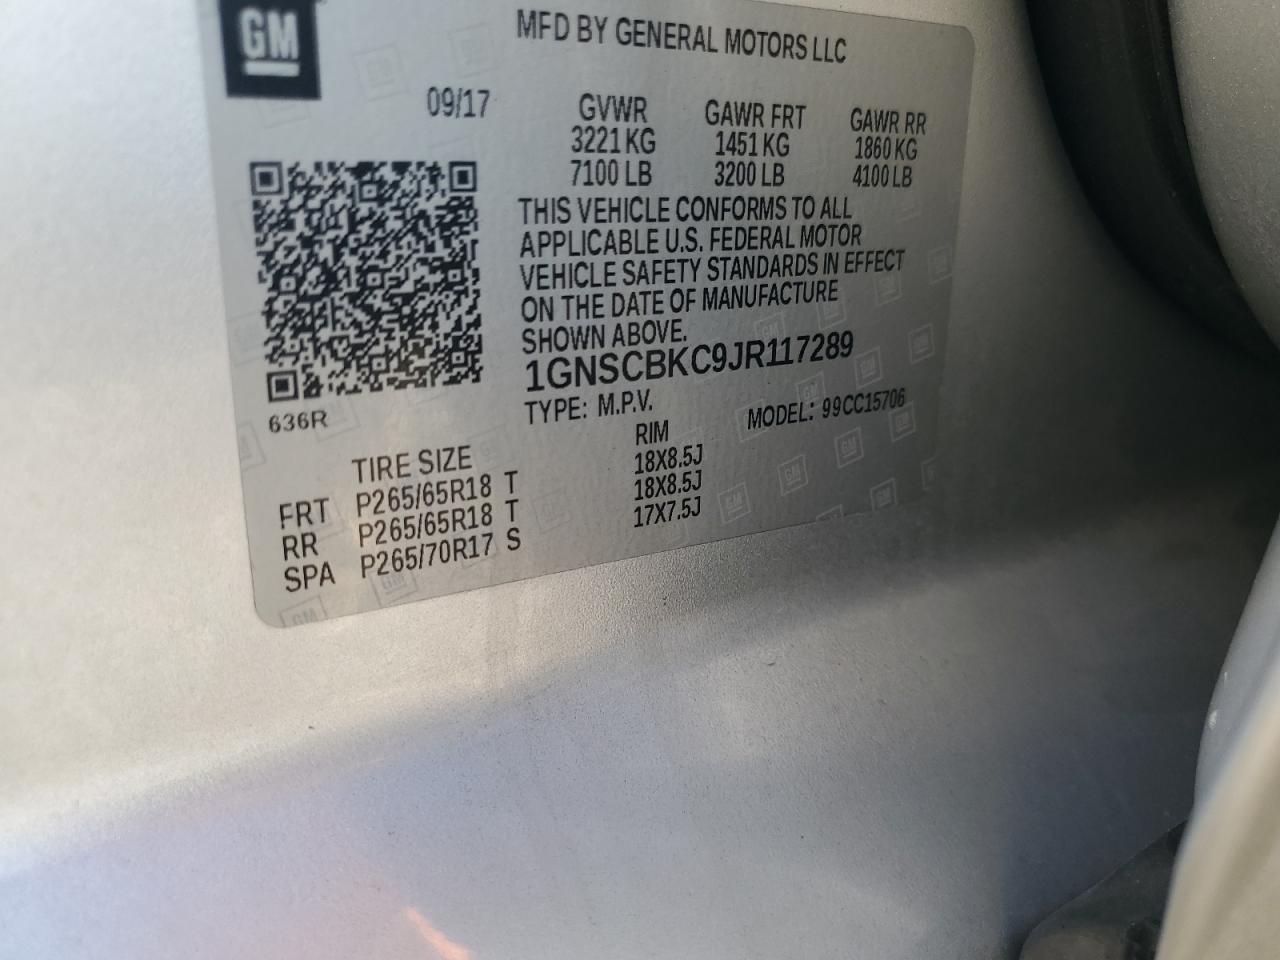 GM
MFD BY GENERAL MOTORS LLC
09/17
GVWR GAWR FRT GAWR RR
3221 KG 1451 KG 1860 KG
7100 LB 3200 LB 4100 LB
THIS VEHICLE CONFORMS TO ALL
APPLICABLE U.S. FEDERAL MOTOR
VEHICLE SAFETY STANDARDS IN EFFECT
ON THE DATE OF MANUFACTURE
SHOWN ABOVE.
1GNSCBKC9JR117289
TYPE: M.P.V. MODEL: 99CC15706
636R
TIRE SIZE RIM
FRT P265/65R18 T 18X8.5J
RR P265/65R18 T 18X8.5J
SPA P265/70R17 S 17X7.5J